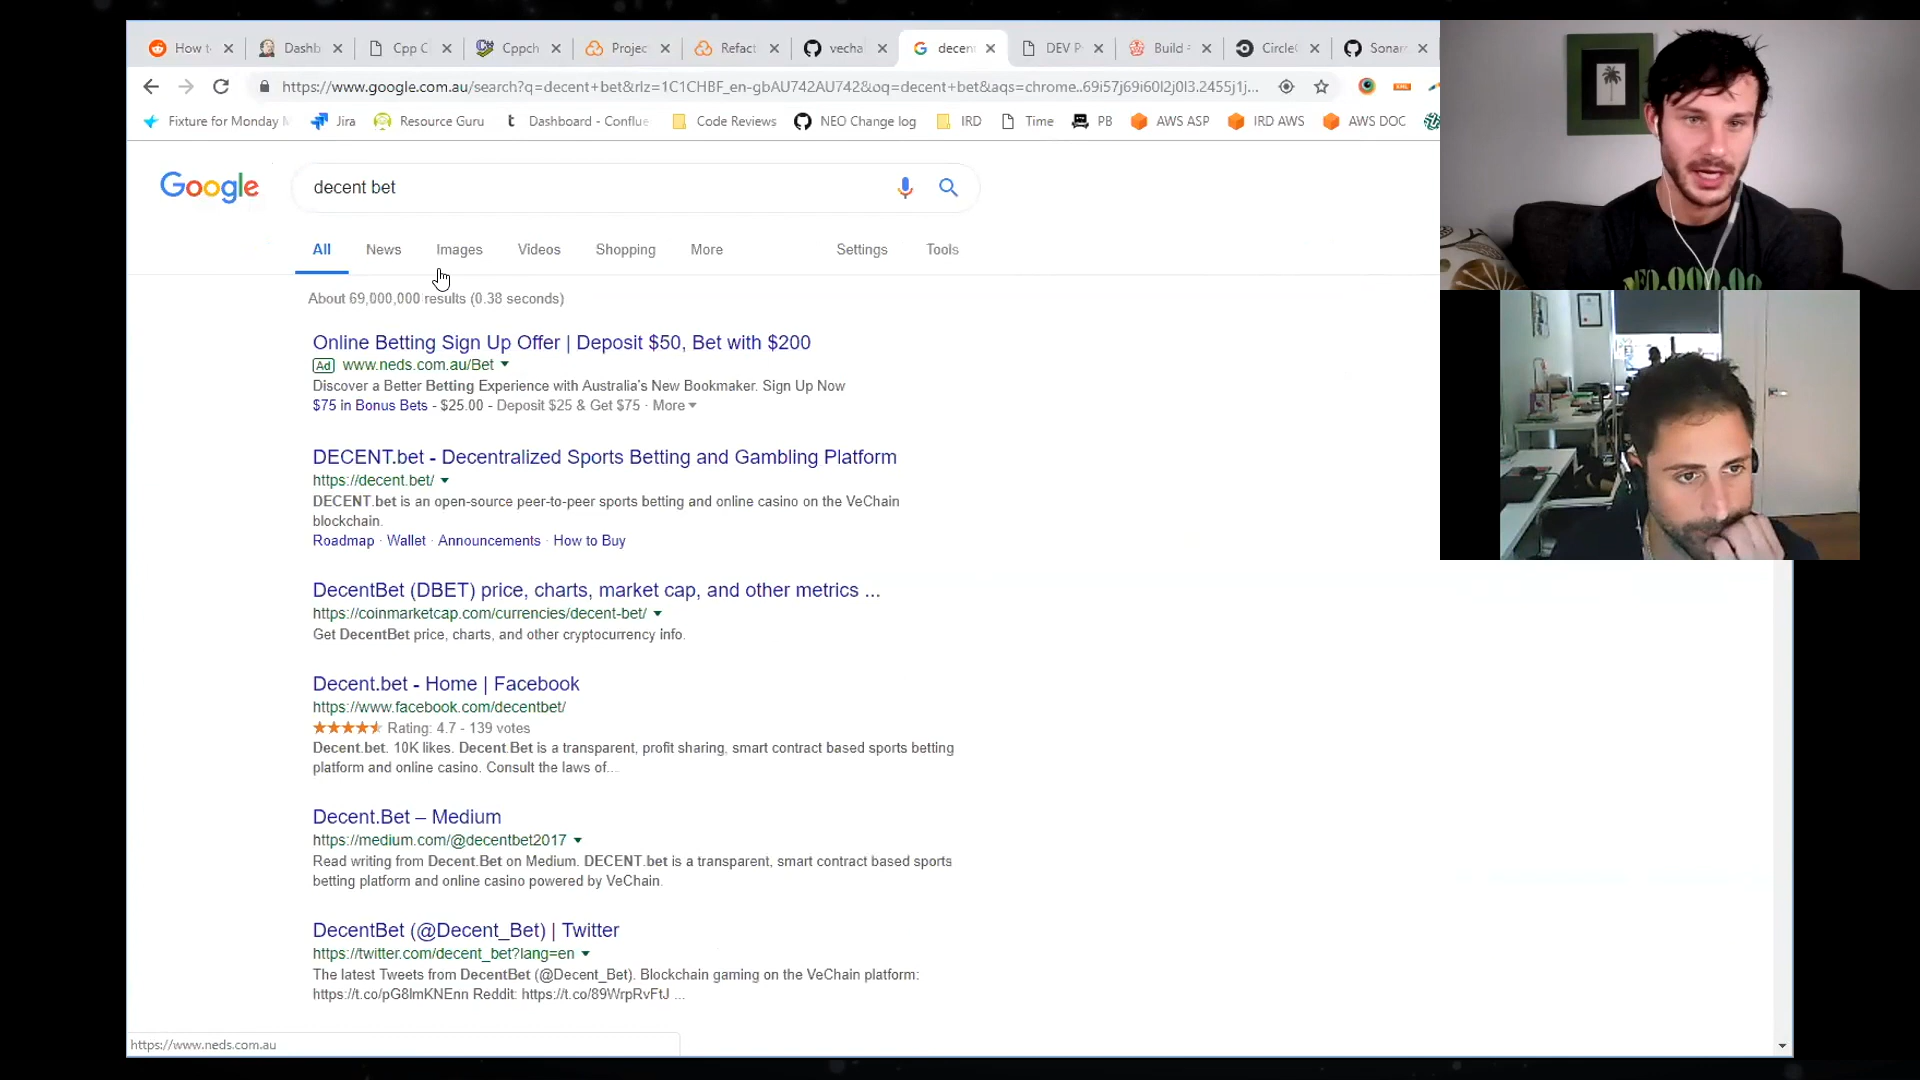 How t
Dashb
Cpp C
Cppch
Projec
Refact
vecha
decen
DEV P
Build
Circle
Sonar
https://www.google.com.au/search?q=decent+bet&rlz=1C1CHBF_en-gbAU742AU742&oq=decent+bet&aqs=chrome..69i57j69i60l2j0l3.2455j1j...
Fixture for Monday
Jira
Resource Guru
Dashboard - Conflue
Code Reviews
NEO Change log
IRD
Time
PB
AWS ASP
IRD AWS
AWS DOC
Google
decent bet
All News Images Videos Shopping More Settings Tools
About 69,000,000 results (0.38 seconds)
Online Betting Sign Up Offer | Deposit $50, Bet with $200
Ad www.neds.com.au/Bet
Discover a Better Betting Experience with Australia's New Bookmaker. Sign Up Now
$75 in Bonus Bets - $25.00 - Deposit $25 & Get $75 · More
DECENT.bet - Decentralized Sports Betting and Gambling Platform
https://decent.bet/
DECENT.bet is an open-source peer-to-peer sports betting and online casino on the VeChain
blockchain.
Roadmap · Wallet · Announcements · How to Buy
DecentBet (DBET) price, charts, market cap, and other metrics ...
https://coinmarketcap.com/currencies/decent-bet/
Get DecentBet price, charts, and other cryptocurrency info.
Decent.bet - Home | Facebook
https://www.facebook.com/decentbet/
Rating: 4.7 - 139 votes
Decent.bet. 10K likes. Decent.Bet is a transparent, profit sharing, smart contract based sports betting
platform and online casino. Consult the laws of...
Decent.Bet – Medium
https://medium.com/@decentbet2017
Read writing from Decent.Bet on Medium. DECENT.bet is a transparent, smart contract based sports
betting platform and online casino powered by VeChain.
DecentBet (@Decent_Bet) | Twitter
https://twitter.com/decent_bet?lang=en
The latest Tweets from DecentBet (@Decent_Bet). Blockchain gaming on the VeChain platform:
https://t.co/pG8lmKNEnn Reddit: https://t.co/89WrpRvFtJ ...
https://www.neds.com.au